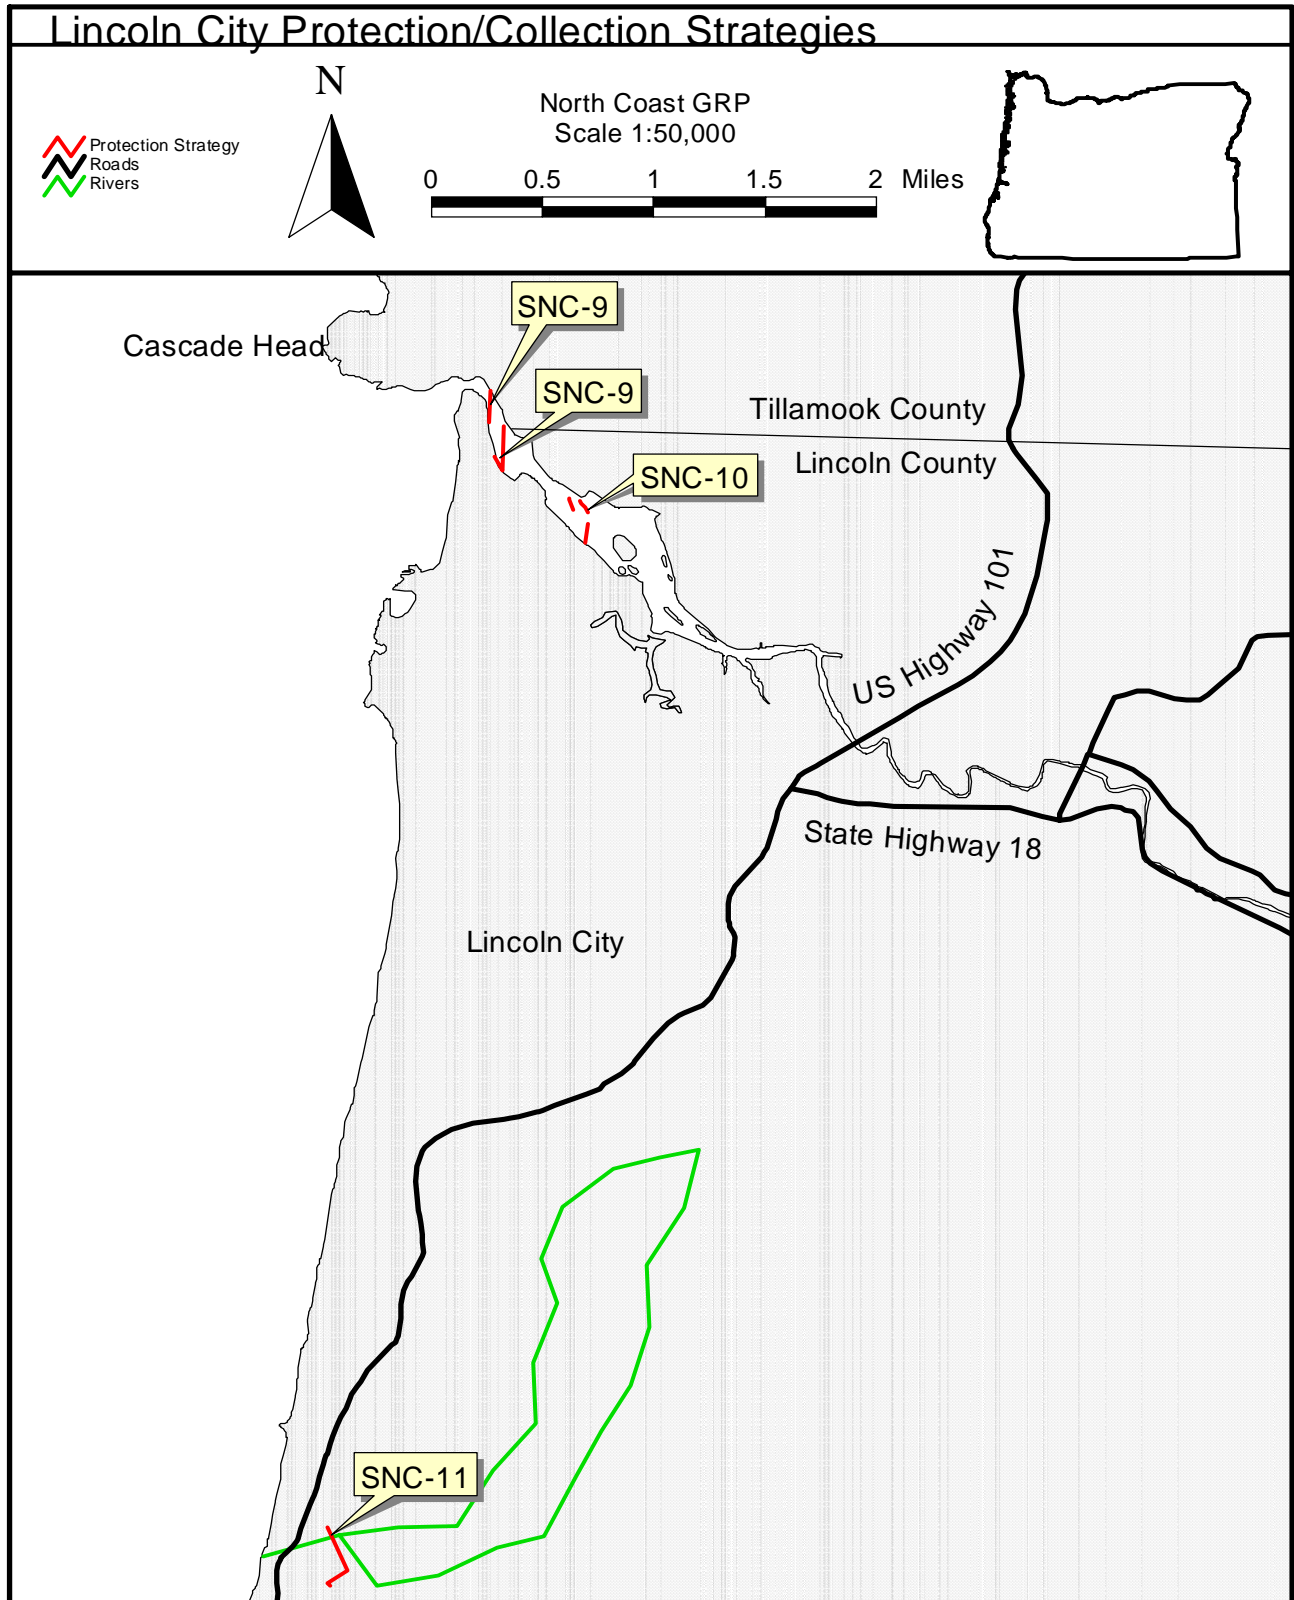 Lincoln City Protection/Collection Strategies
N
North Coast GRP
Scale 1:50,000
Protection Strategy
Roads
Rivers
0 0.5 1 1.5 2 Miles
SNC-9
Cascade Head
SNC-9
Tillamook County
Lincoln County
SNC-10
US Highway 101
State Highway 18
Lincoln City
SNC-11